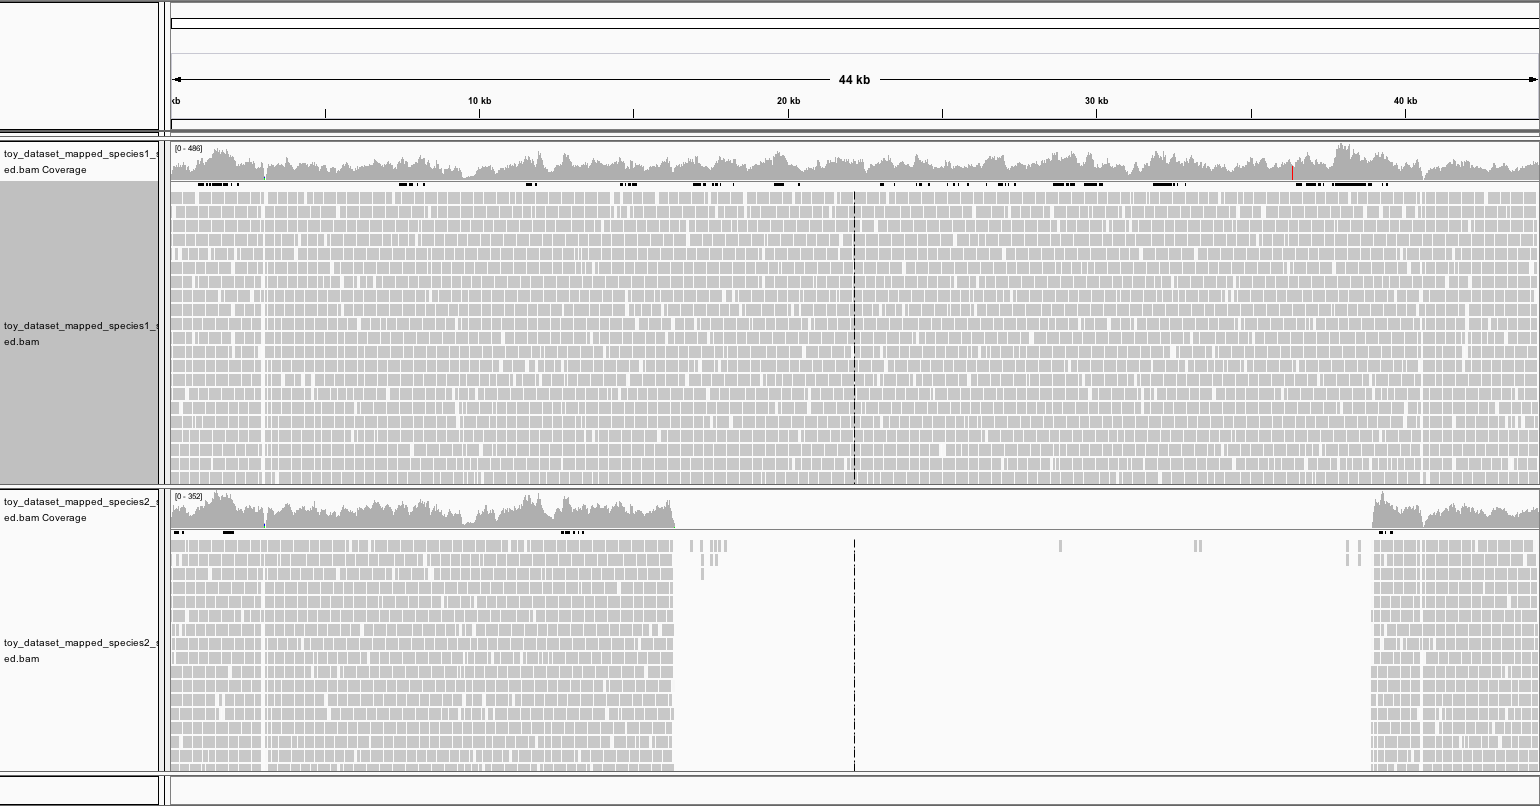 44 kb
kb
10 kb
20 kb
30 kb
40 kb
toy_dataset_mapped_species1_s
ed.bam Coverage
[0 - 486]
toy_dataset_mapped_species1_s
ed.bam
toy_dataset_mapped_species2_s
ed.bam Coverage
[0 - 352]
toy_dataset_mapped_species2_s
ed.bam